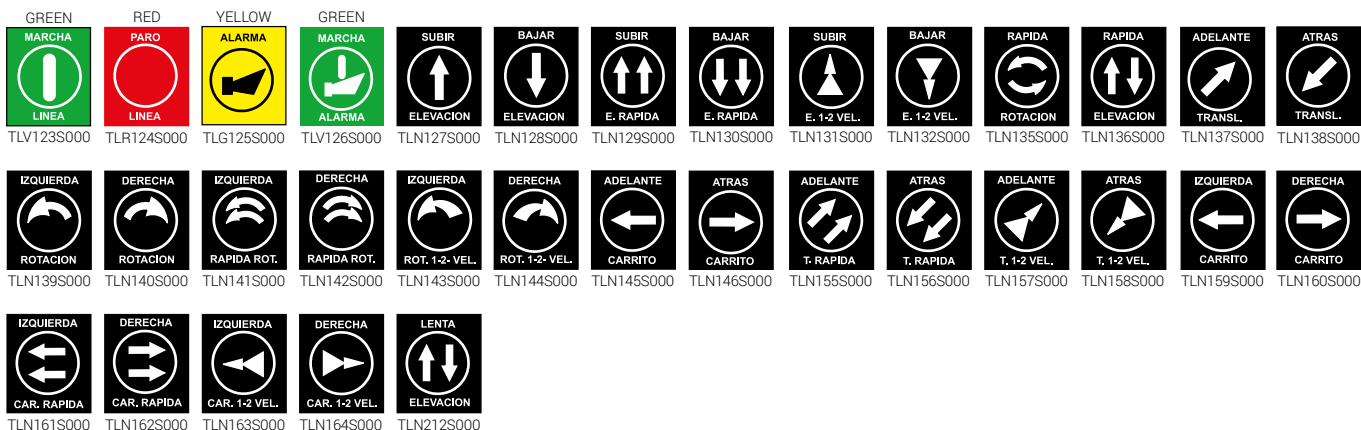 GREEN RED YELLOW GREEN
MARCHA PARO ALARMA MARCHA SUBIR BAJAR SUBIR BAJAR SUBIR BAJAR RAPIDA RAPIDA ADELANTE ATRAS
LINEA LINEA ALARMA ELEVACION ELEVACION E. RAPIDA E. RAPIDA E. 1-2 VEL. E. 1-2 VEL. ROTACION ELEVACION TRANSL. TRANSL.
TLV123S000 TLR124S000 TLG125S000 TLV126S000 TLN127S000 TLN128S000 TLN129S000 TLN130S000 TLN131S000 TLN132S000 TLN135S000 TLN136S000 TLN137S000 TLN138S000
IZQUIERDA DERECHA IZQUIERDA DERECHA IZQUIERDA DERECHA ADELANTE ATRAS ADELANTE ATRAS ADELANTE ATRAS IZQUIERDA DERECHA
ROTACION ROTACION RAPIDA ROT. RAPIDA ROT. ROT. 1-2- VEL. ROT. 1-2- VEL. CARRITO CARRITO T. RAPIDA T. RAPIDA T. 1-2 VEL. T. 1-2 VEL. CARRITO CARRITO
TLN139S000 TLN140S000 TLN141S000 TLN142S000 TLN143S000 TLN144S000 TLN145S000 TLN146S000 TLN155S000 TLN156S000 TLN157S000 TLN158S000 TLN159S000 TLN160S000
IZQUIERDA DERECHA IZQUIERDA DERECHA LENTA
CAR. RAPIDA CAR. RAPIDA CAR. 1-2 VEL. CAR. 1-2 VEL. ELEVACION
TLN161S000 TLN162S000 TLN163S000 TLN164S000 TLN212S000